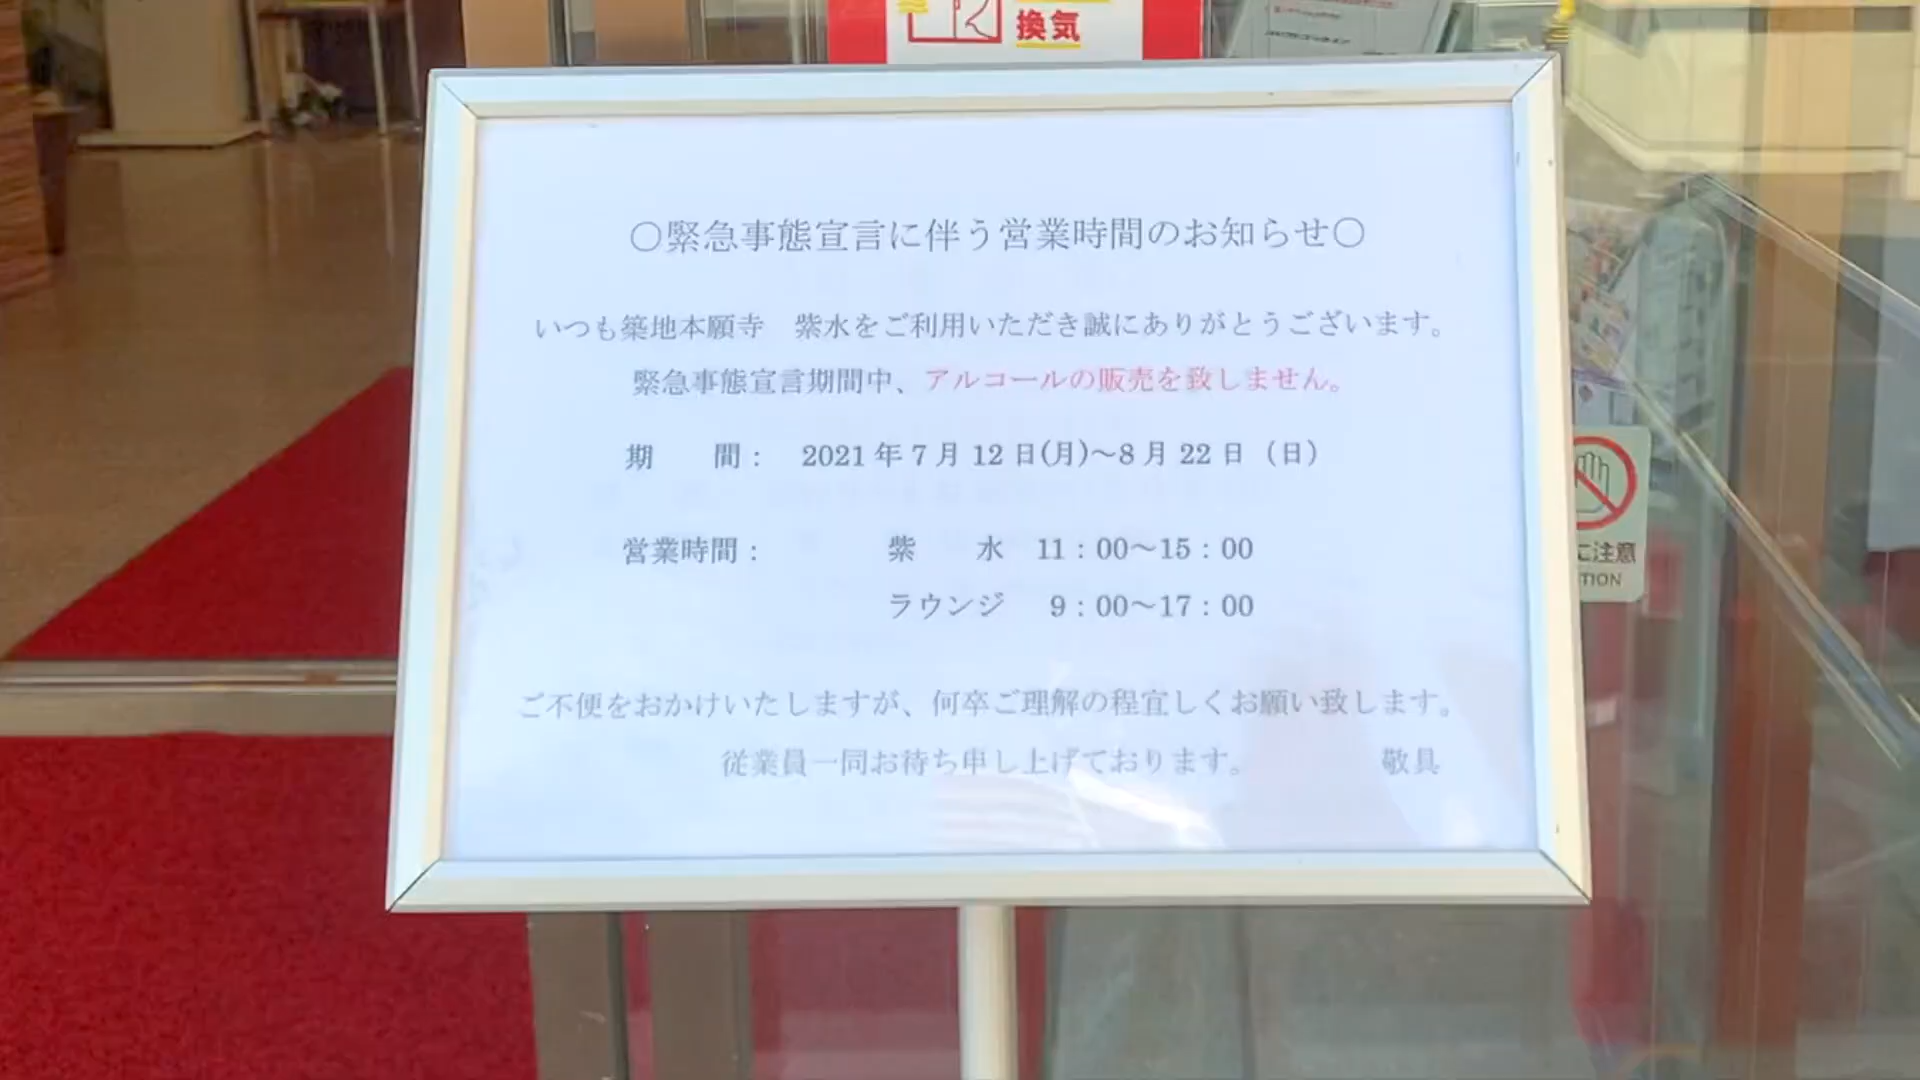 換気
〇緊急事態宣言に伴う営業時間のお知らせ〇
いつも築地本願寺　紫水をご利用いただき誠にありがとうございます。
緊急事態宣言期間中、アルコールの販売を致しません。
期　　間：　2021年7月12日(月)～8月22日（日）
営業時間：　　　　紫　　水　11：00～15：00
ラウンジ　9：00～17：00
ご不便をおかけいたしますが、何卒ご理解の程宜しくお願い致します。
従業員一同お待ち申し上げております。　　　　敬具
に注意
TION